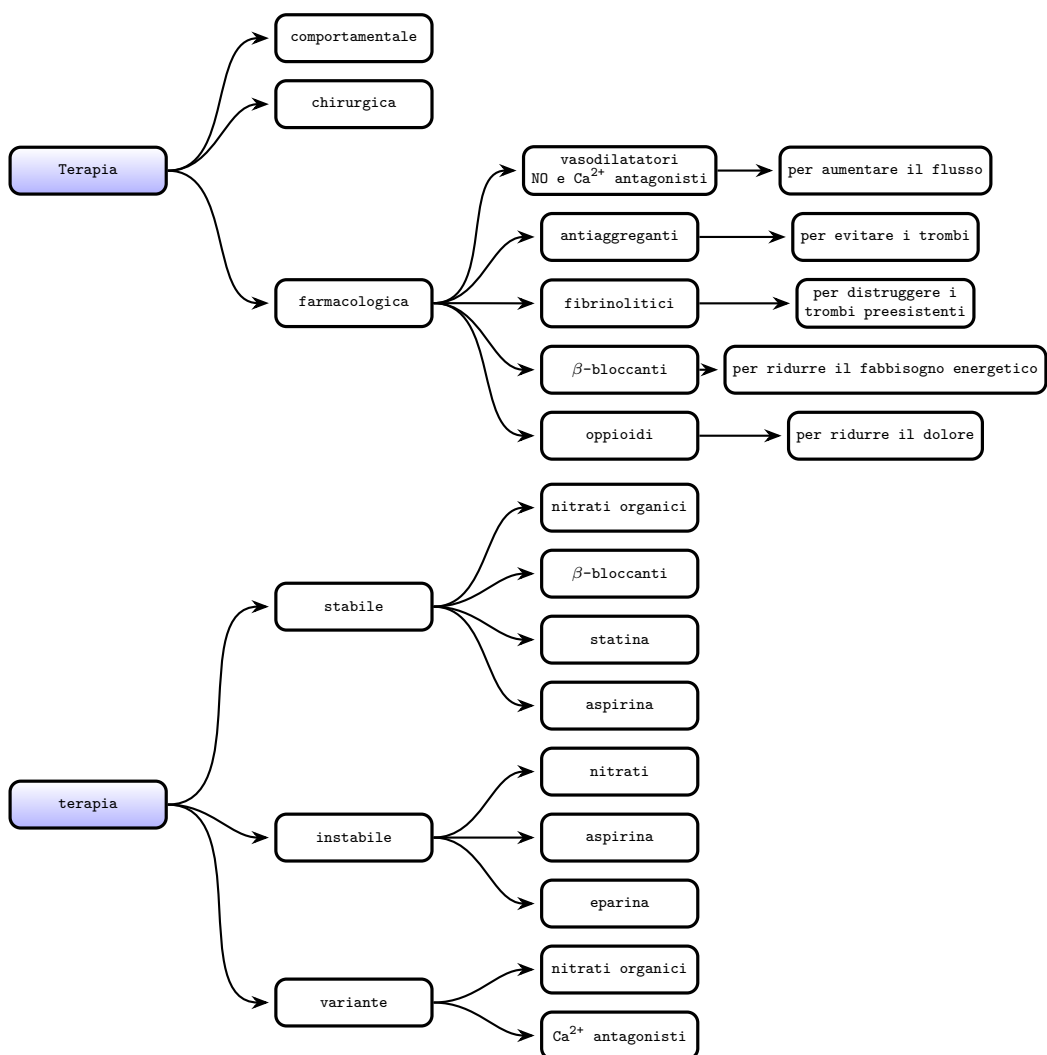 comportamentale
chirurgica
Terapia
vasodilatatori
NO e Ca²⁺ antagonisti
per aumentare il flusso
antiaggreganti
per evitare i trombi
farmacologica
fibrinolitici
per distruggere i
trombi preesistenti
β-bloccanti
per ridurre il fabbisogno energetico
oppioidi
per ridurre il dolore
nitrati organici
β-bloccanti
stabile
statina
aspirina
nitrati
terapia
instabile
aspirina
eparina
nitrati organici
variante
Ca²⁺ antagonisti